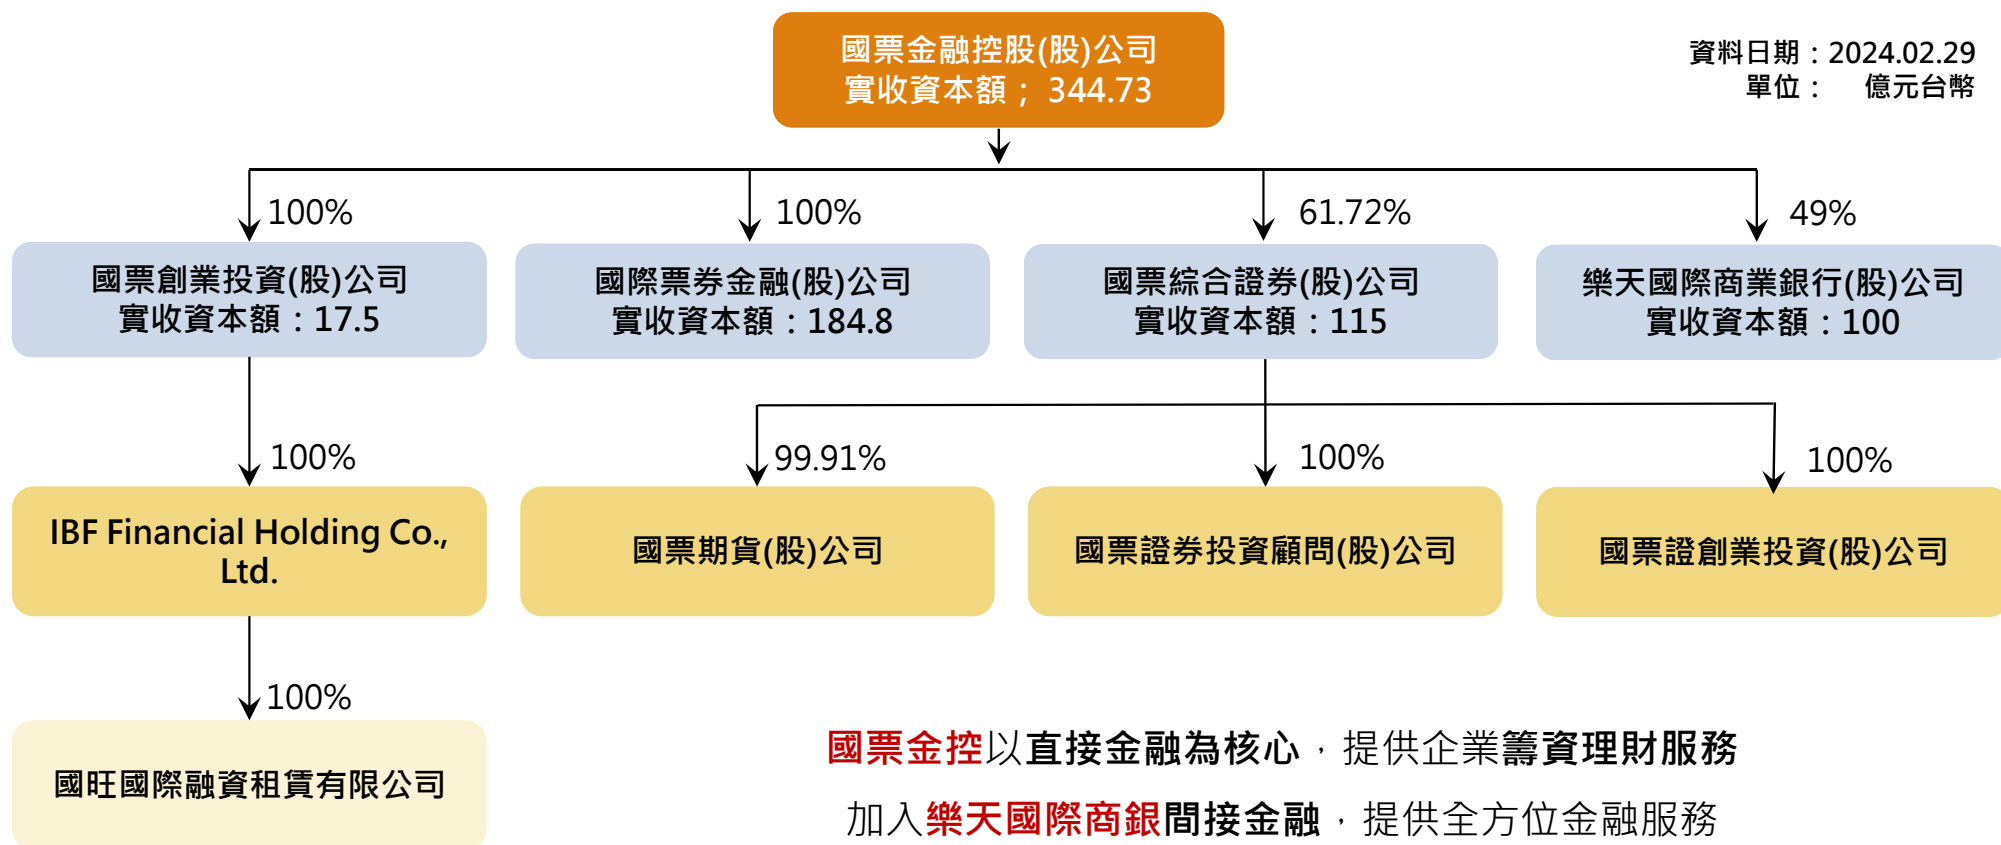 國票金融控股(股)公司
實收資本額； 344.73
資料日期：2024.02.29
單位： 億元台幣
100%
100%
61.72%
49%
國票創業投資(股)公司
實收資本額：17.5
國際票券金融(股)公司
實收資本額：184.8
國票綜合證券(股)公司
實收資本額：115
樂天國際商業銀行(股)公司
實收資本額：100
100%
99.91%
100%
100%
IBF Financial Holding Co.,
Ltd.
國票期貨(股)公司
國票證券投資顧問(股)公司
國票證創業投資(股)公司
100%
國旺國際融資租賃有限公司
國票金控以直接金融為核心，提供企業籌資理財服務
加入樂天國際商銀間接金融，提供全方位金融服務